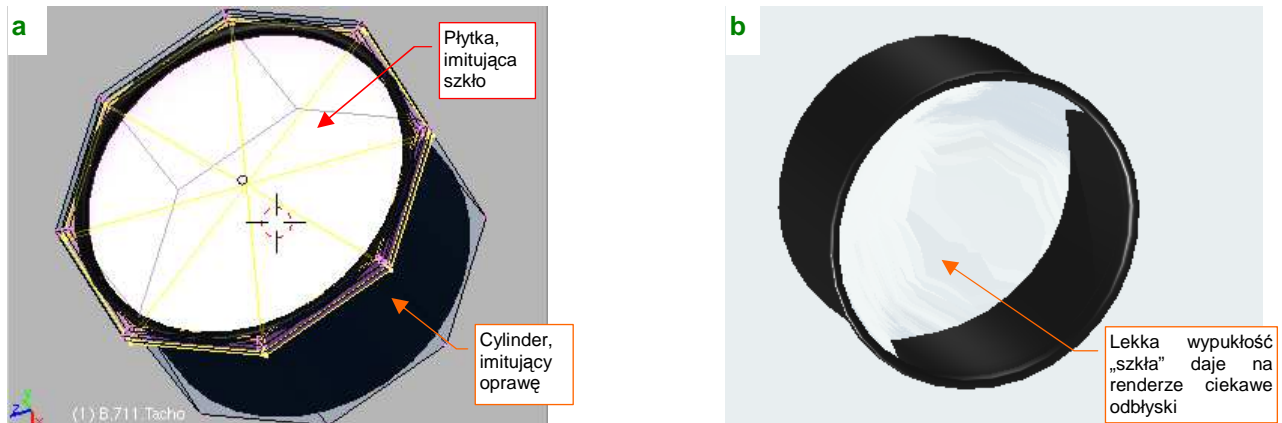 a
Płytka,
imitująca
szkło
Cylinder,
imitujący
oprawę
(1) B.711.Tacho
b
Lekka wypukłość
„szkła” daje na
renderze ciekawe
odbłyski